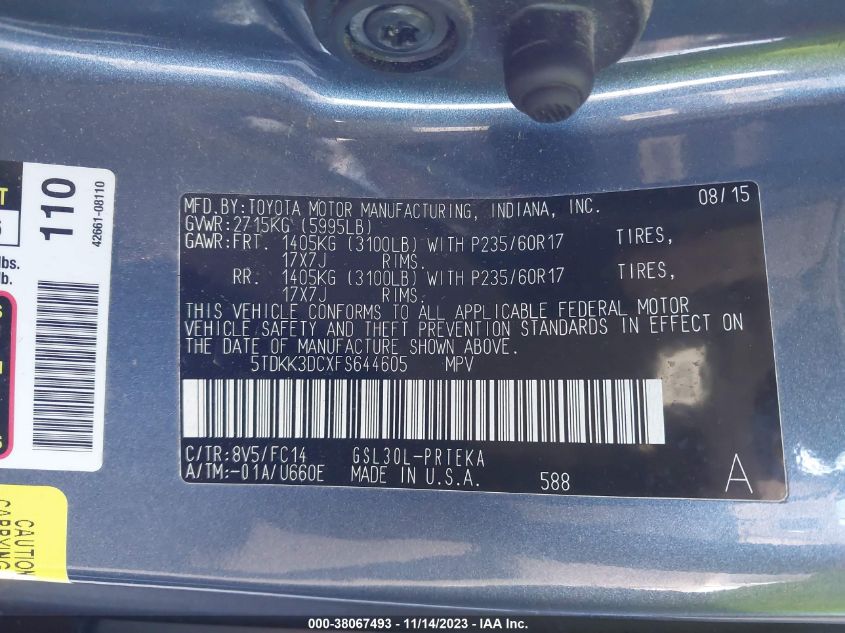 110
42661-08110
lbs.
lb.
MFD.BY:TOYOTA MOTOR MANUFACTURING, INDIANA, INC. 08/15
GVWR:2715KG (5995LB)
GAWR:FRT. 1405KG (3100LB) WITH P235/60R17 TIRES,
17X7J RIMS.
RR. 1405KG (3100LB) WITH P235/60R17 TIRES,
17X7J RIMS.
THIS VEHICLE CONFORMS TO ALL APPLICABLE FEDERAL MOTOR
VEHICLE SAFETY AND THEFT PREVENTION STANDARDS IN EFFECT ON
THE DATE OF MANUFACTURE SHOWN ABOVE.
5TDKK3DCXFS644605 MPV
C/TR:8V5/FC14 GSL30L-PRTEKA
A/TM:-01A/U660E MADE IN U.S.A. 588 A
CAUTION
CARRYING
000-38067493 - 11/14/2023 - IAA Inc.